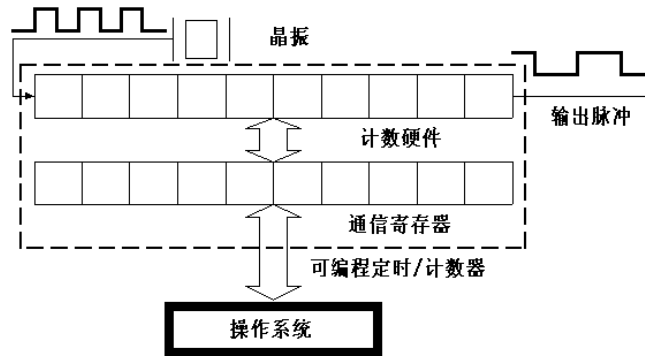 晶振
输出脉冲
计数硬件
通信寄存器
可编程定时/计数器
操作系统